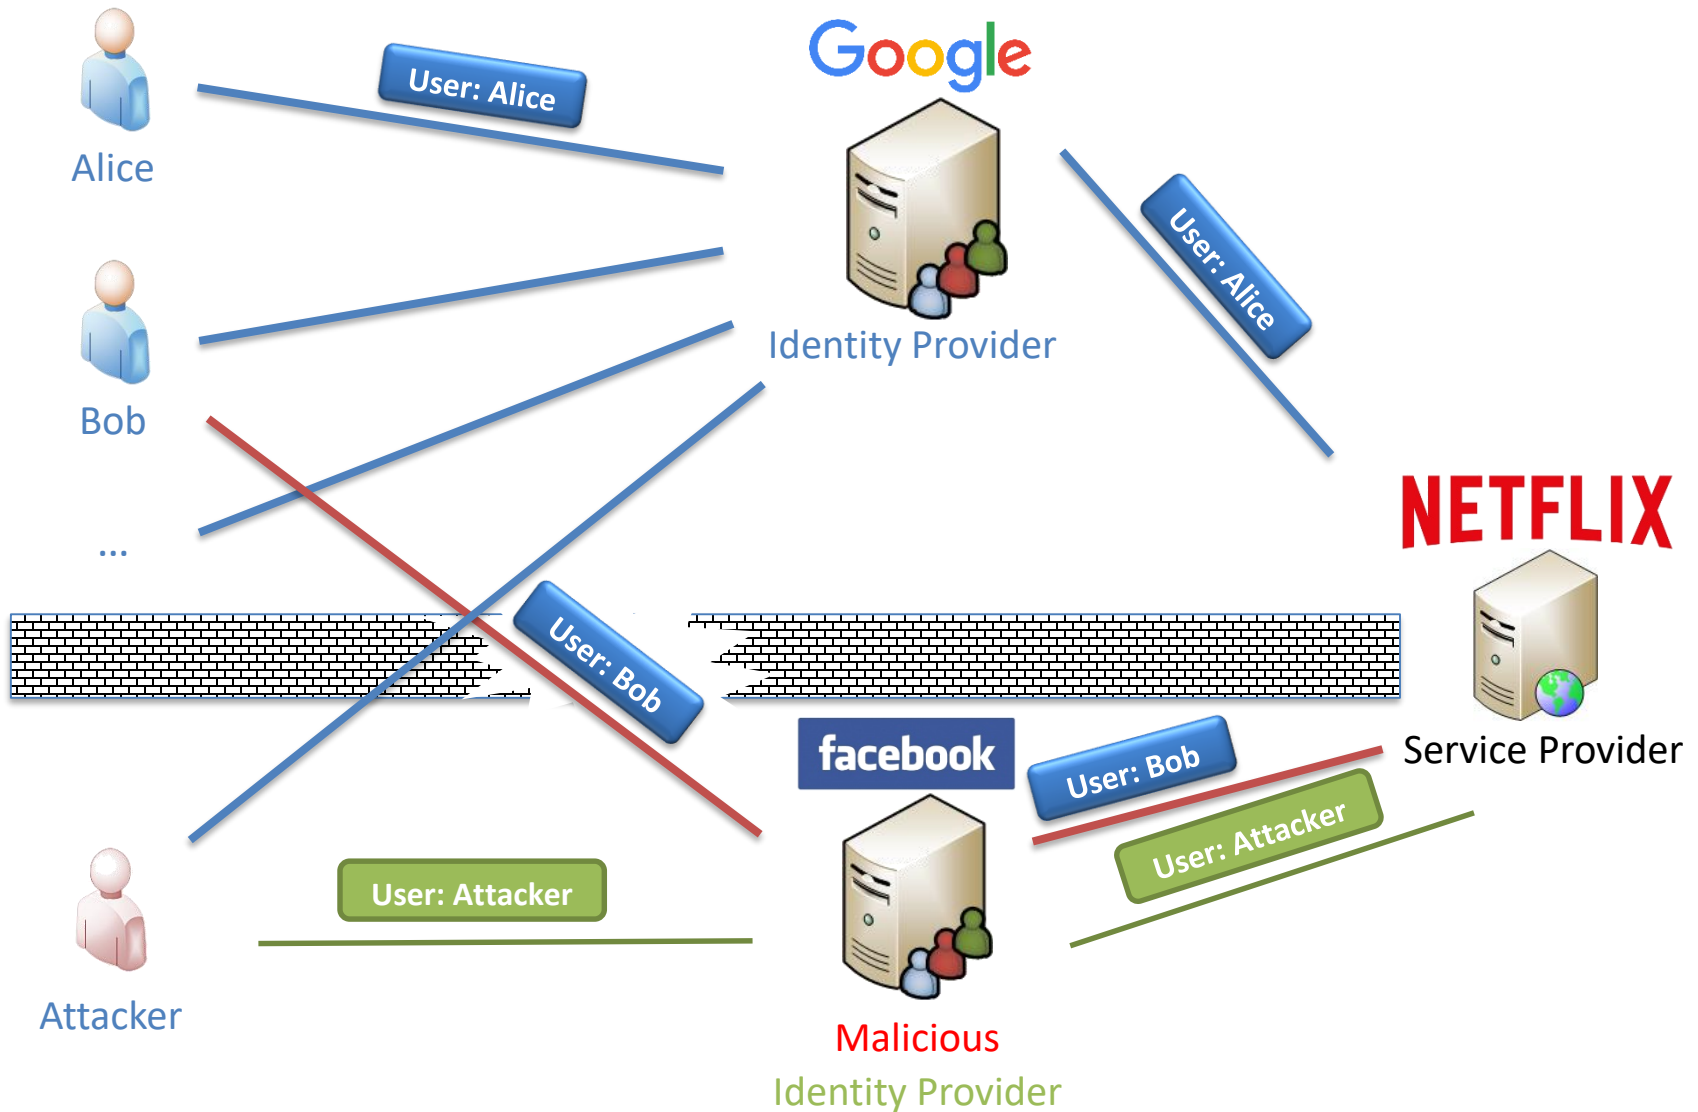 Google
User: Alice
Alice
User: Alice
Identity Provider
Bob
NETFLIX
...
User: Bob
facebook
Service Provider
User: Bob
User: Attacker
User: Attacker
Attacker
Malicious
Identity Provider